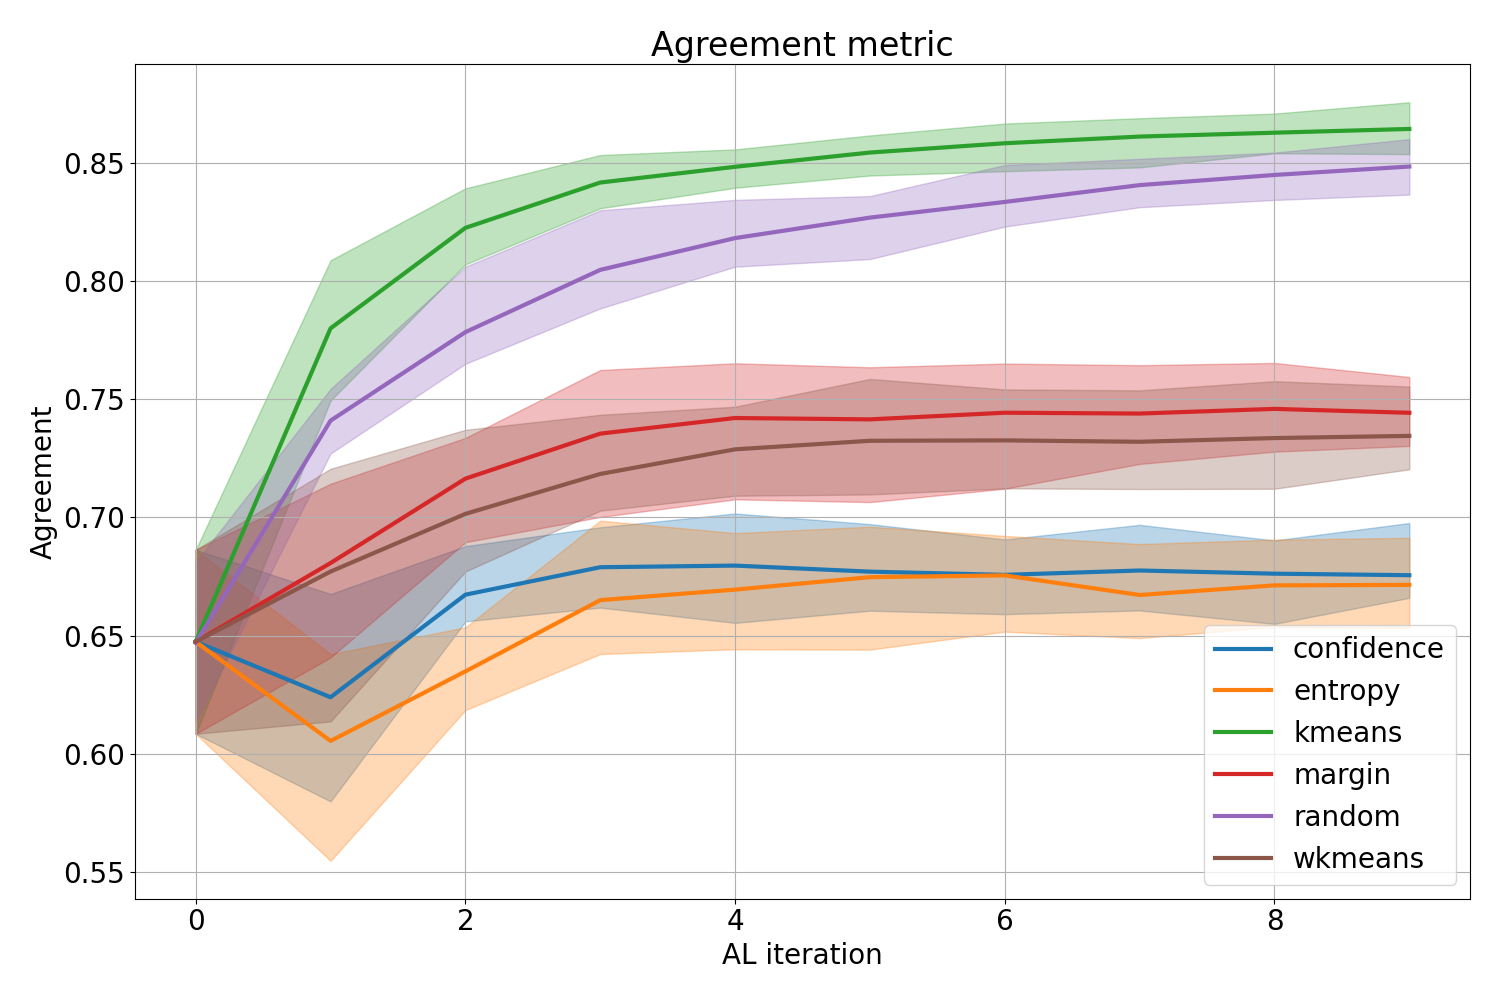 Agreement metric
Agreement
0.85
0.80
0.75
0.70
0.65
0.60
0.55
0 2 4 6 8
AL iteration
confidence
entropy
kmeans
margin
random
wkmeans